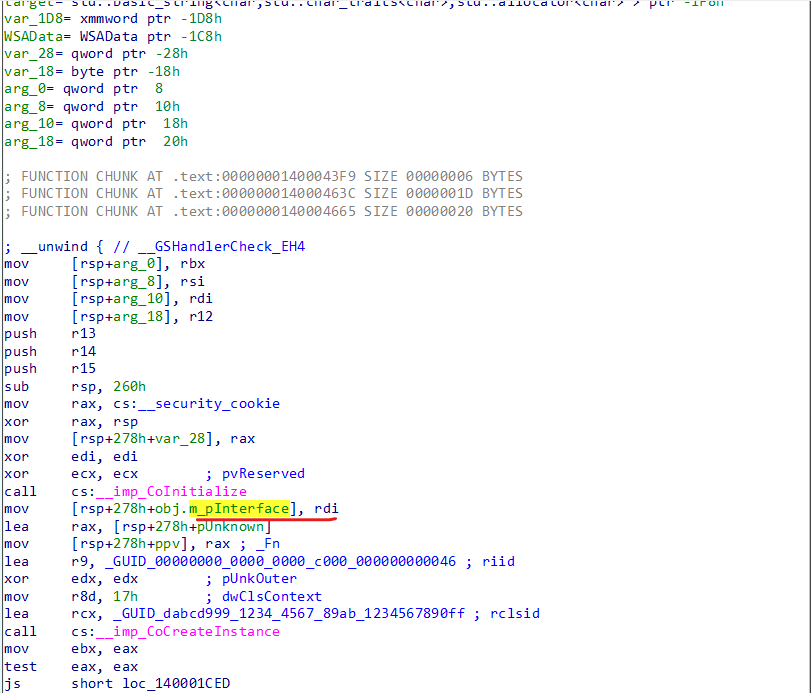 target= std::basic_string<char,std::char_traits<char>,std::allocator<char> > ptr -1F8h
var_1D8= xmmword ptr -1D8h
WSAData= WSAData ptr -1C8h
var_28= qword ptr -28h
var_18= byte ptr -18h
arg_0= qword ptr  8
arg_8= qword ptr  10h
arg_10= qword ptr  18h
arg_18= qword ptr  20h
; FUNCTION CHUNK AT .text:00000001400043F9 SIZE 00000006 BYTES
; FUNCTION CHUNK AT .text:000000014000463C SIZE 0000001D BYTES
; FUNCTION CHUNK AT .text:0000000140004665 SIZE 00000020 BYTES
; __unwind { // __GSHandlerCheck_EH4
mov     [rsp+arg_0], rbx
mov     [rsp+arg_8], rsi
mov     [rsp+arg_10], rdi
mov     [rsp+arg_18], r12
push    r13
push    r14
push    r15
sub     rsp, 260h
mov     rax, cs:__security_cookie
xor     rax, rsp
mov     [rsp+278h+var_28], rax
xor     edi, edi
xor     ecx, ecx        ; pvReserved
call    cs:__imp_CoInitialize
mov     [rsp+278h+obj.m_pInterface], rdi
lea     rax, [rsp+278h+pUnknown]
mov     [rsp+278h+ppv], rax ; _Fn
lea     r9, _GUID_00000000_0000_0000_c000_000000000046 ; riid
xor     edx, edx        ; pUnkOuter
mov     r8d, 17h        ; dwClsContext
lea     rcx, _GUID_dabcd999_1234_4567_89ab_1234567890ff ; rclsid
call    cs:__imp_CoCreateInstance
mov     ebx, eax
test    eax, eax
js      short loc_140001CED